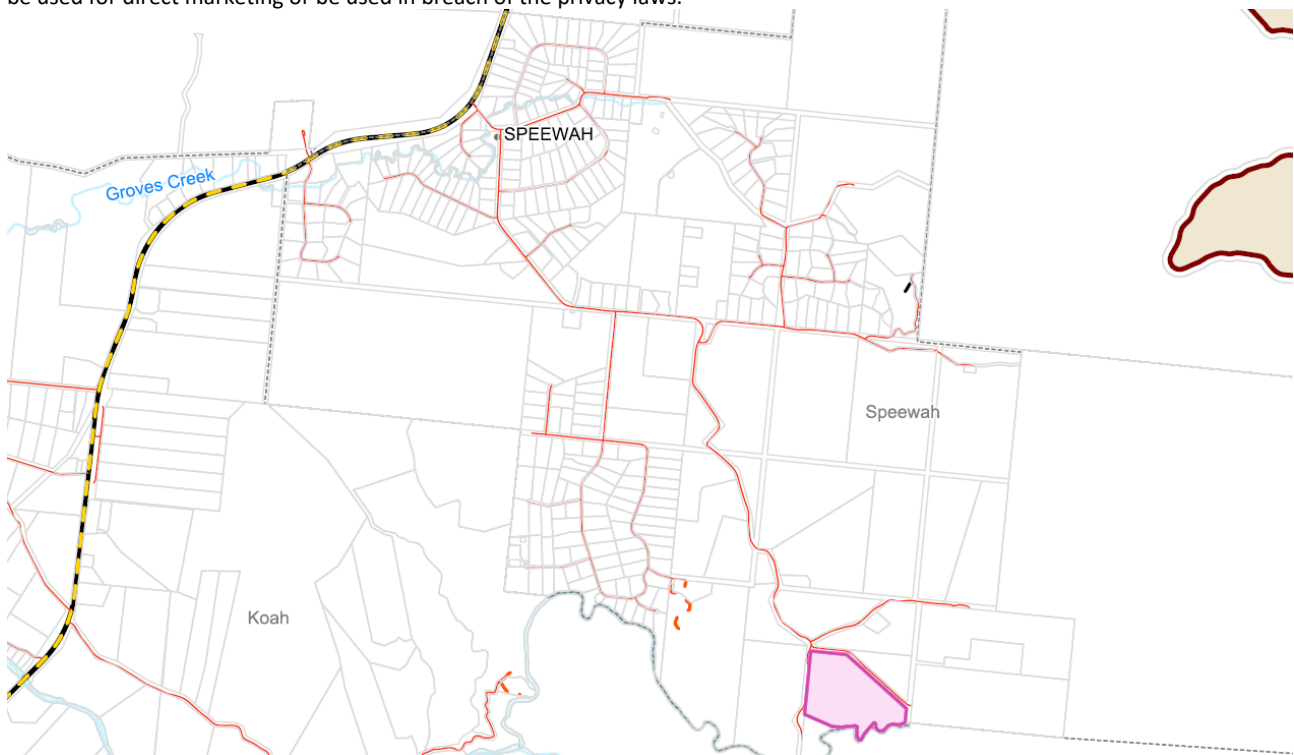 be used for direct marketing or be used in breach of the privacy laws.
SPEEWAH
Groves Creek
Speewah
Koah